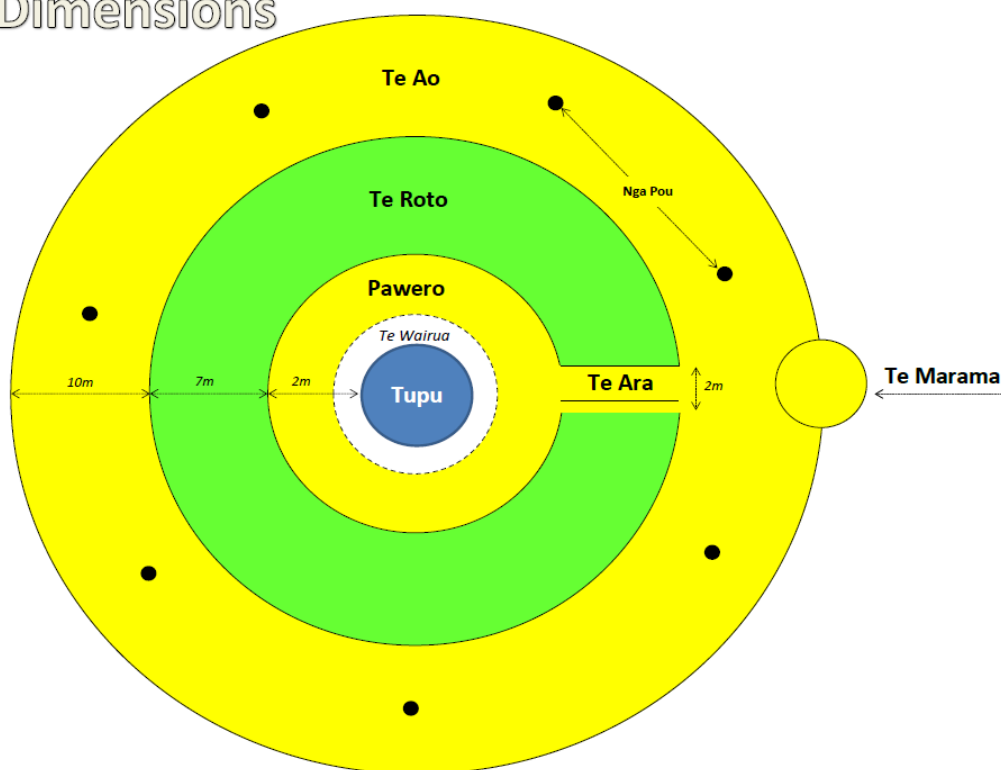 Dimensions
Te Ao
Nga Pou
Te Roto
Pawero
Te Wairua
10m
7m
2m
Tupu
Te Ara
2m
Te Marama